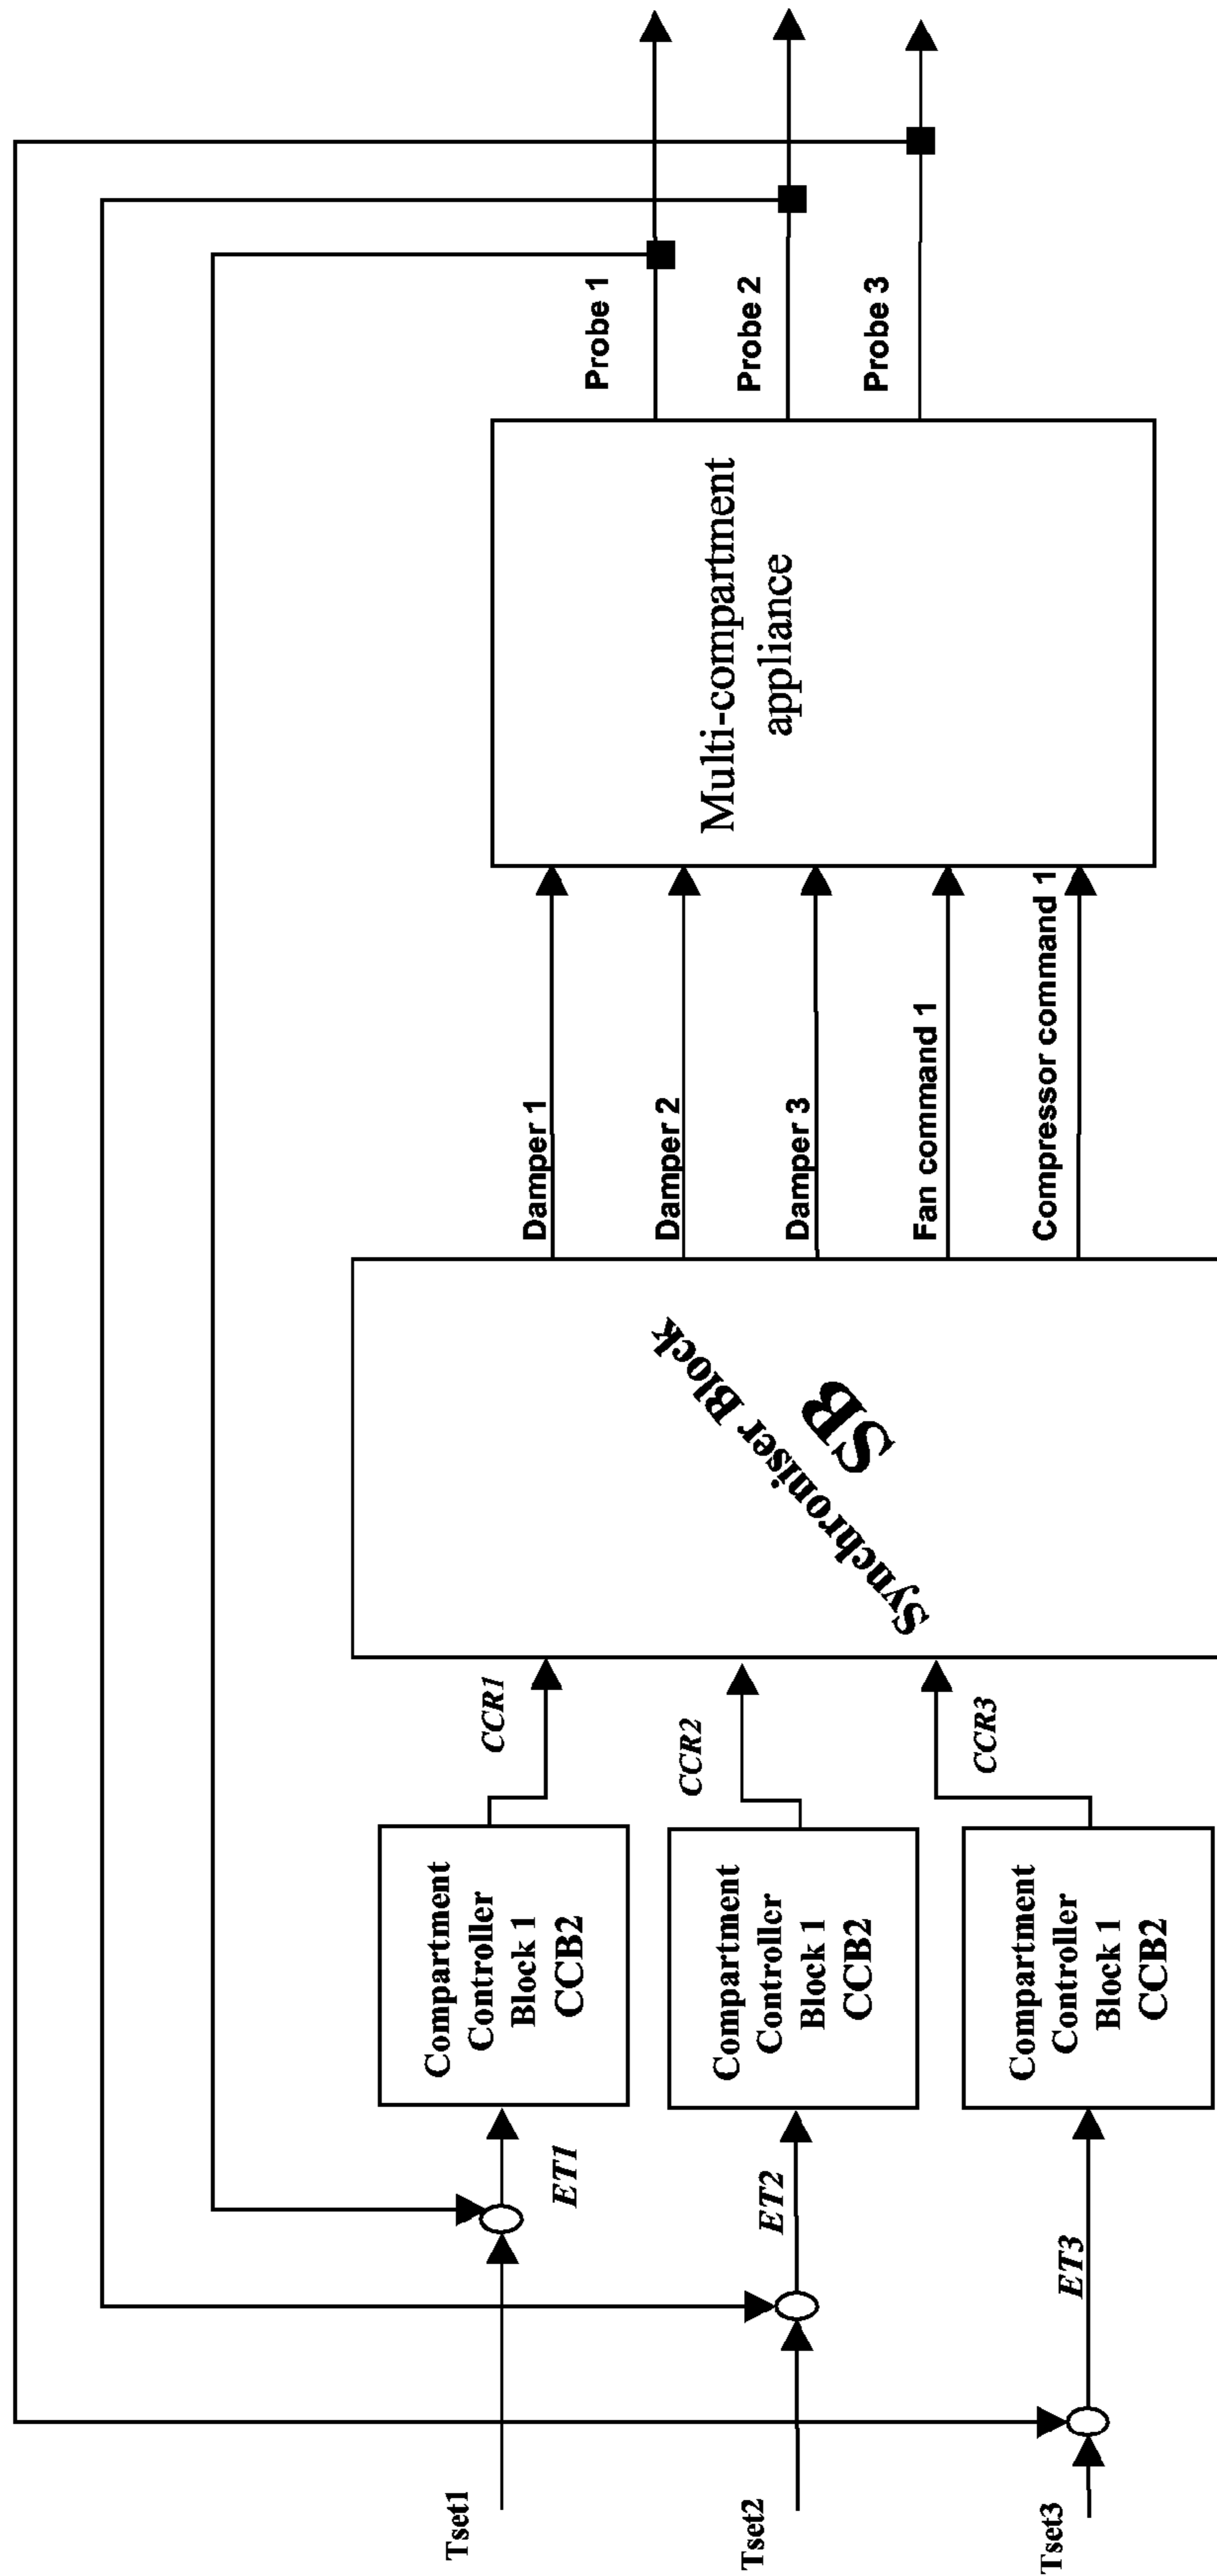 Tset1
Tset2
Tset3
ET1
ET2
ET3
Compartment
Controller
Block 1
CCB2
Compartment
Controller
Block 1
CCB2
Compartment
Controller
Block 1
CCB2
CCR1
CCR2
CCR3
Synchroniser Block
SB
Damper 1
Damper 2
Damper 3
Fan command 1
Compressor command 1
Multi-compartment
appliance
Probe 1
Probe 2
Probe 3